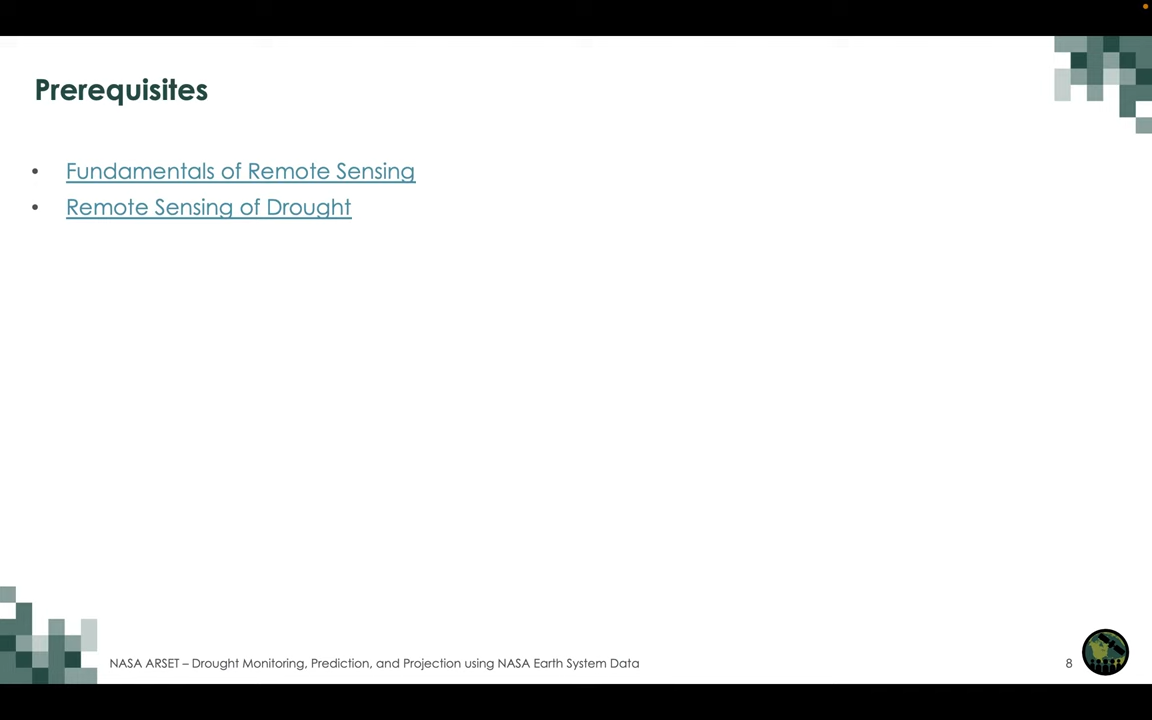 Prerequisites
• Fundamentals of Remote Sensing
• Remote Sensing of Drought
NASA ARSET – Drought Monitoring, Prediction, and Projection using NASA Earth System Data
8